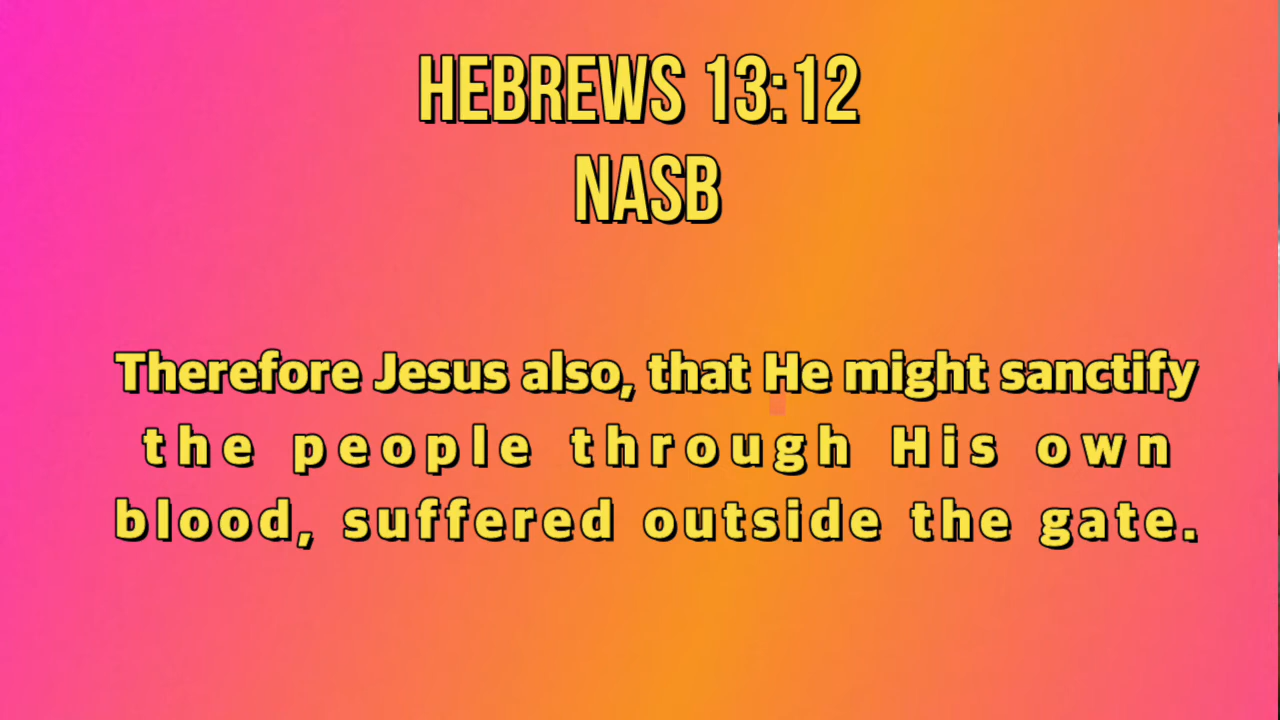 HEBREWS 13:12
NASB
Therefore Jesus also, that He might sanctify
the people through His own
blood, suffered outside the gate.